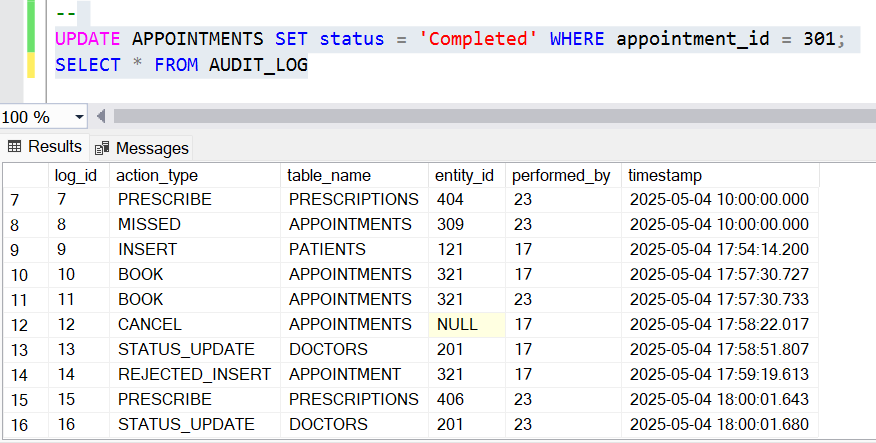 --
UPDATE APPOINTMENTS SET status = 'Completed' WHERE appointment_id = 301;
SELECT * FROM AUDIT_LOG
100 %
Results Messages
log_id action_type table_name entity_id performed_by timestamp
7 7 PRESCRIBE PRESCRIPTIONS 404 23 2025-05-04 10:00:00.000
8 8 MISSED APPOINTMENTS 309 23 2025-05-04 10:00:00.000
9 9 INSERT PATIENTS 121 17 2025-05-04 17:54:14.200
10 10 BOOK APPOINTMENTS 321 17 2025-05-04 17:57:30.727
11 11 BOOK APPOINTMENTS 321 23 2025-05-04 17:57:30.733
12 12 CANCEL APPOINTMENTS NULL 17 2025-05-04 17:58:22.017
13 13 STATUS_UPDATE DOCTORS 201 17 2025-05-04 17:58:51.807
14 14 REJECTED_INSERT APPOINTMENT 321 17 2025-05-04 17:59:19.613
15 15 PRESCRIBE PRESCRIPTIONS 406 23 2025-05-04 18:00:01.643
16 16 STATUS_UPDATE DOCTORS 201 23 2025-05-04 18:00:01.680